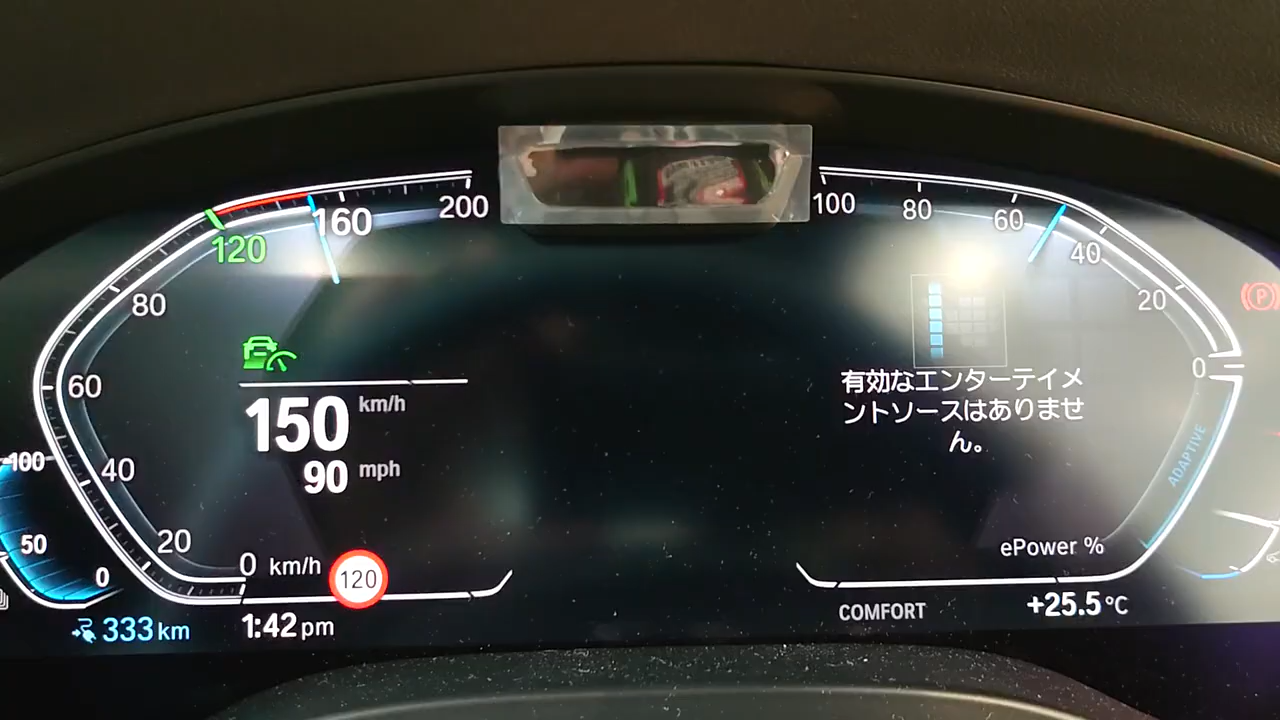 160
200
120
80
60
40
20
0 km/h
150 km/h
90 mph
120
100
50
0
333 km
1:42 pm
100
80
60
40
20
0
有効なエンターテイメ
ントソースはありませ
ん。
ADAPTIVE
ePower %
COMFORT
+25.5 °C
P